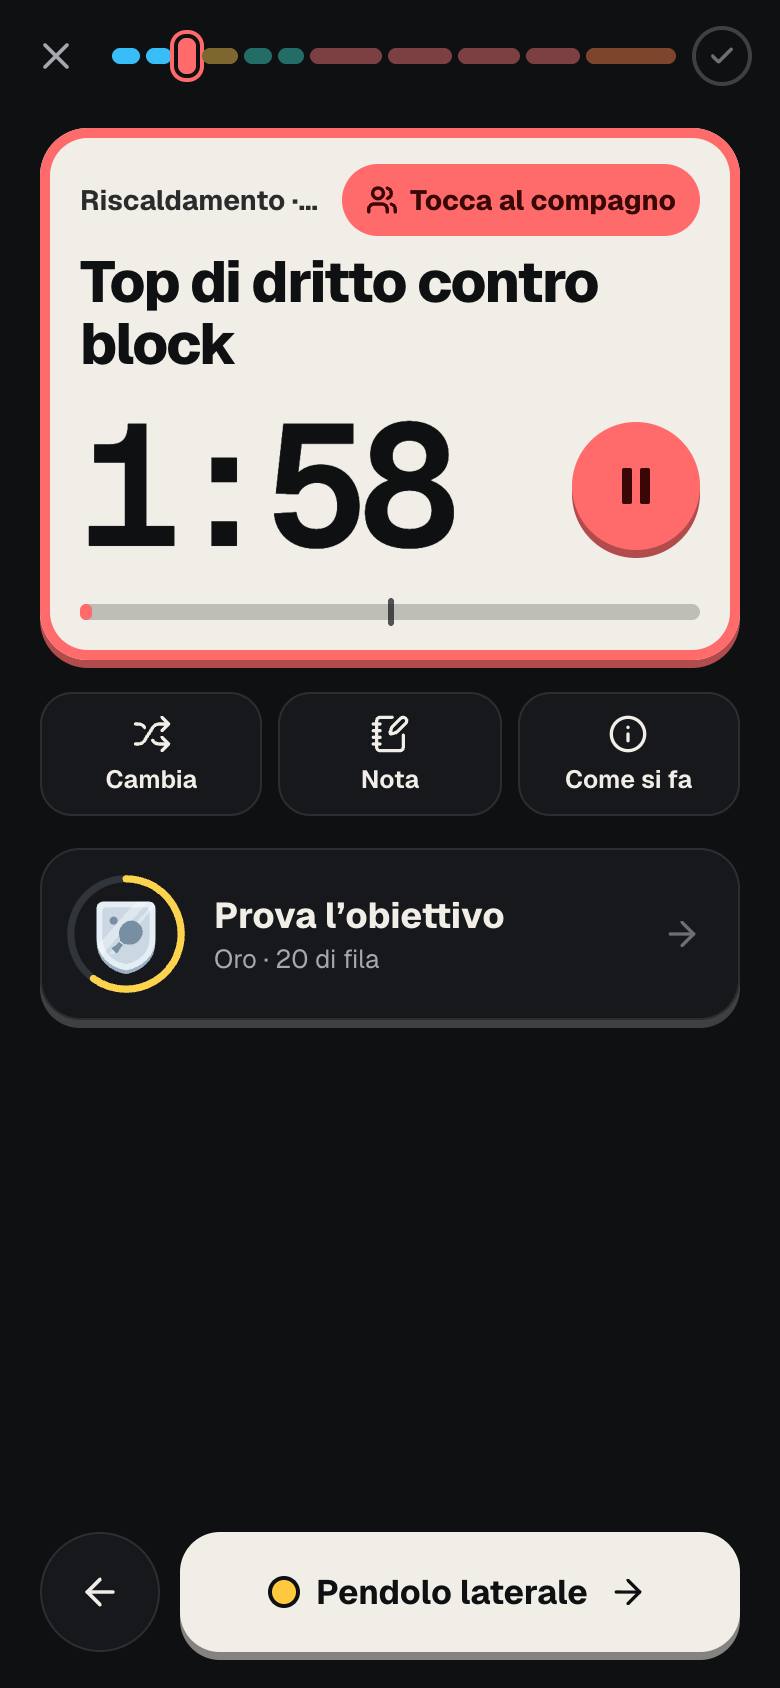 Riscaldamento ·...
Tocca al compagno
Top di dritto contro
block
1:58
Cambia
Nota
Come si fa
Prova l’obiettivo
Oro · 20 di fila
Pendolo laterale